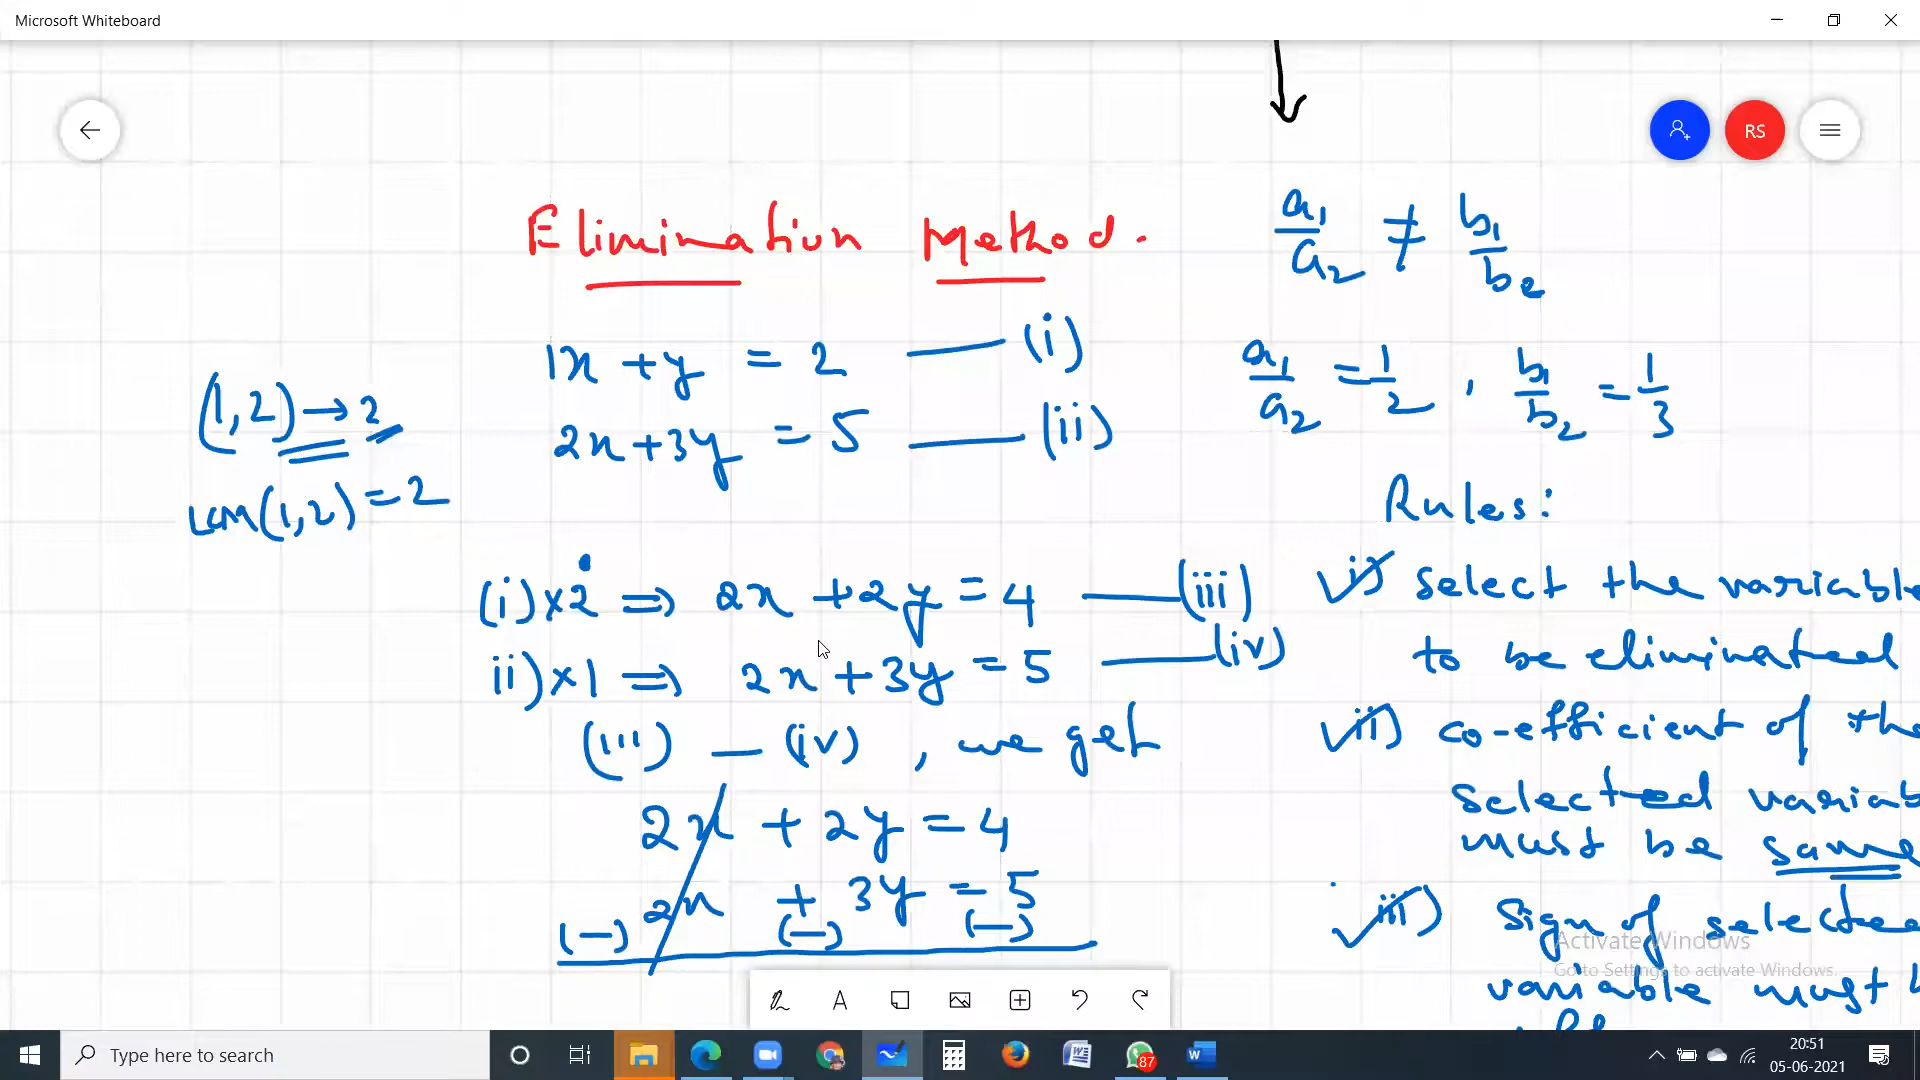 Microsoft Whiteboard
RS
Elimination Method.
1x + y = 2 —— (i)
2x + 3y = 5 —— (ii)
(1,2) → 2
LCM(1,2) = 2
(i) × 2 ⇒ 2x + 2y = 4 —— (iii)
ii) × 1 ⇒ 2x + 3y = 5 —— (iv)
(iii) — (iv) , we get
2x + 2y = 4
2x + 3y = 5
(−) (−) (−)
a₁/a₂ ≠ b₁/b₂
a₁/a₂ = 1/2 , b₁/b₂ = 1/3
Rules:
i) select the variable
to be eliminated
ii) co-efficient of the
selected variab
must be same
iii) Sign of selected
variable must b
Activate Windows
Go to Settings to activate Windows.
Type here to search
87
20:51
05-06-2021